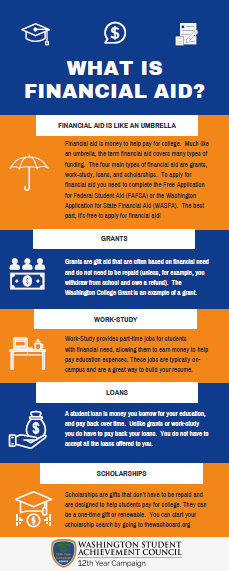 WHAT IS
FINANCIAL AID?
FINANCIAL AID IS LIKE AN UMBRELLA
Financial aid is money to help pay for college. Much like
an umbrella, the term financial aid covers many types of
funding. The four main types of financial aid are grants,
work-study, loans, and scholarships. To apply for
financial aid you need to complete the Free Application
for Federal Student Aid (FAFSA) or the Washington
Application for State Financial Aid (WASFA). The best
part, it's free to apply for financial aid!
GRANTS
Grants are gift aid that are often based on financial need
and do not need to be repaid (unless, for example, you
withdraw from school and owe a refund). The
Washington College Grant is an example of a grant.
WORK-STUDY
Work-Study provides part-time jobs for students
with financial need, allowing them to earn money to help
pay education expenses. These jobs are typically on-
campus and are a great way to build your resume.
LOANS
A student loan is money you borrow for your education,
and pay back over time. Unlike grants or work-study
you do have to pay back your loans. You do not have to
accept all the loans offered to you.
SCHOLARSHIPS
Scholarships are gifts that don't have to be repaid and
are designed to help students pay for college. They can
be a one-time gift or renewable. You can start your
scholarship search by going to thewashboard.org
WASHINGTON STUDENT
ACHIEVEMENT COUNCIL
12th Year Campaign